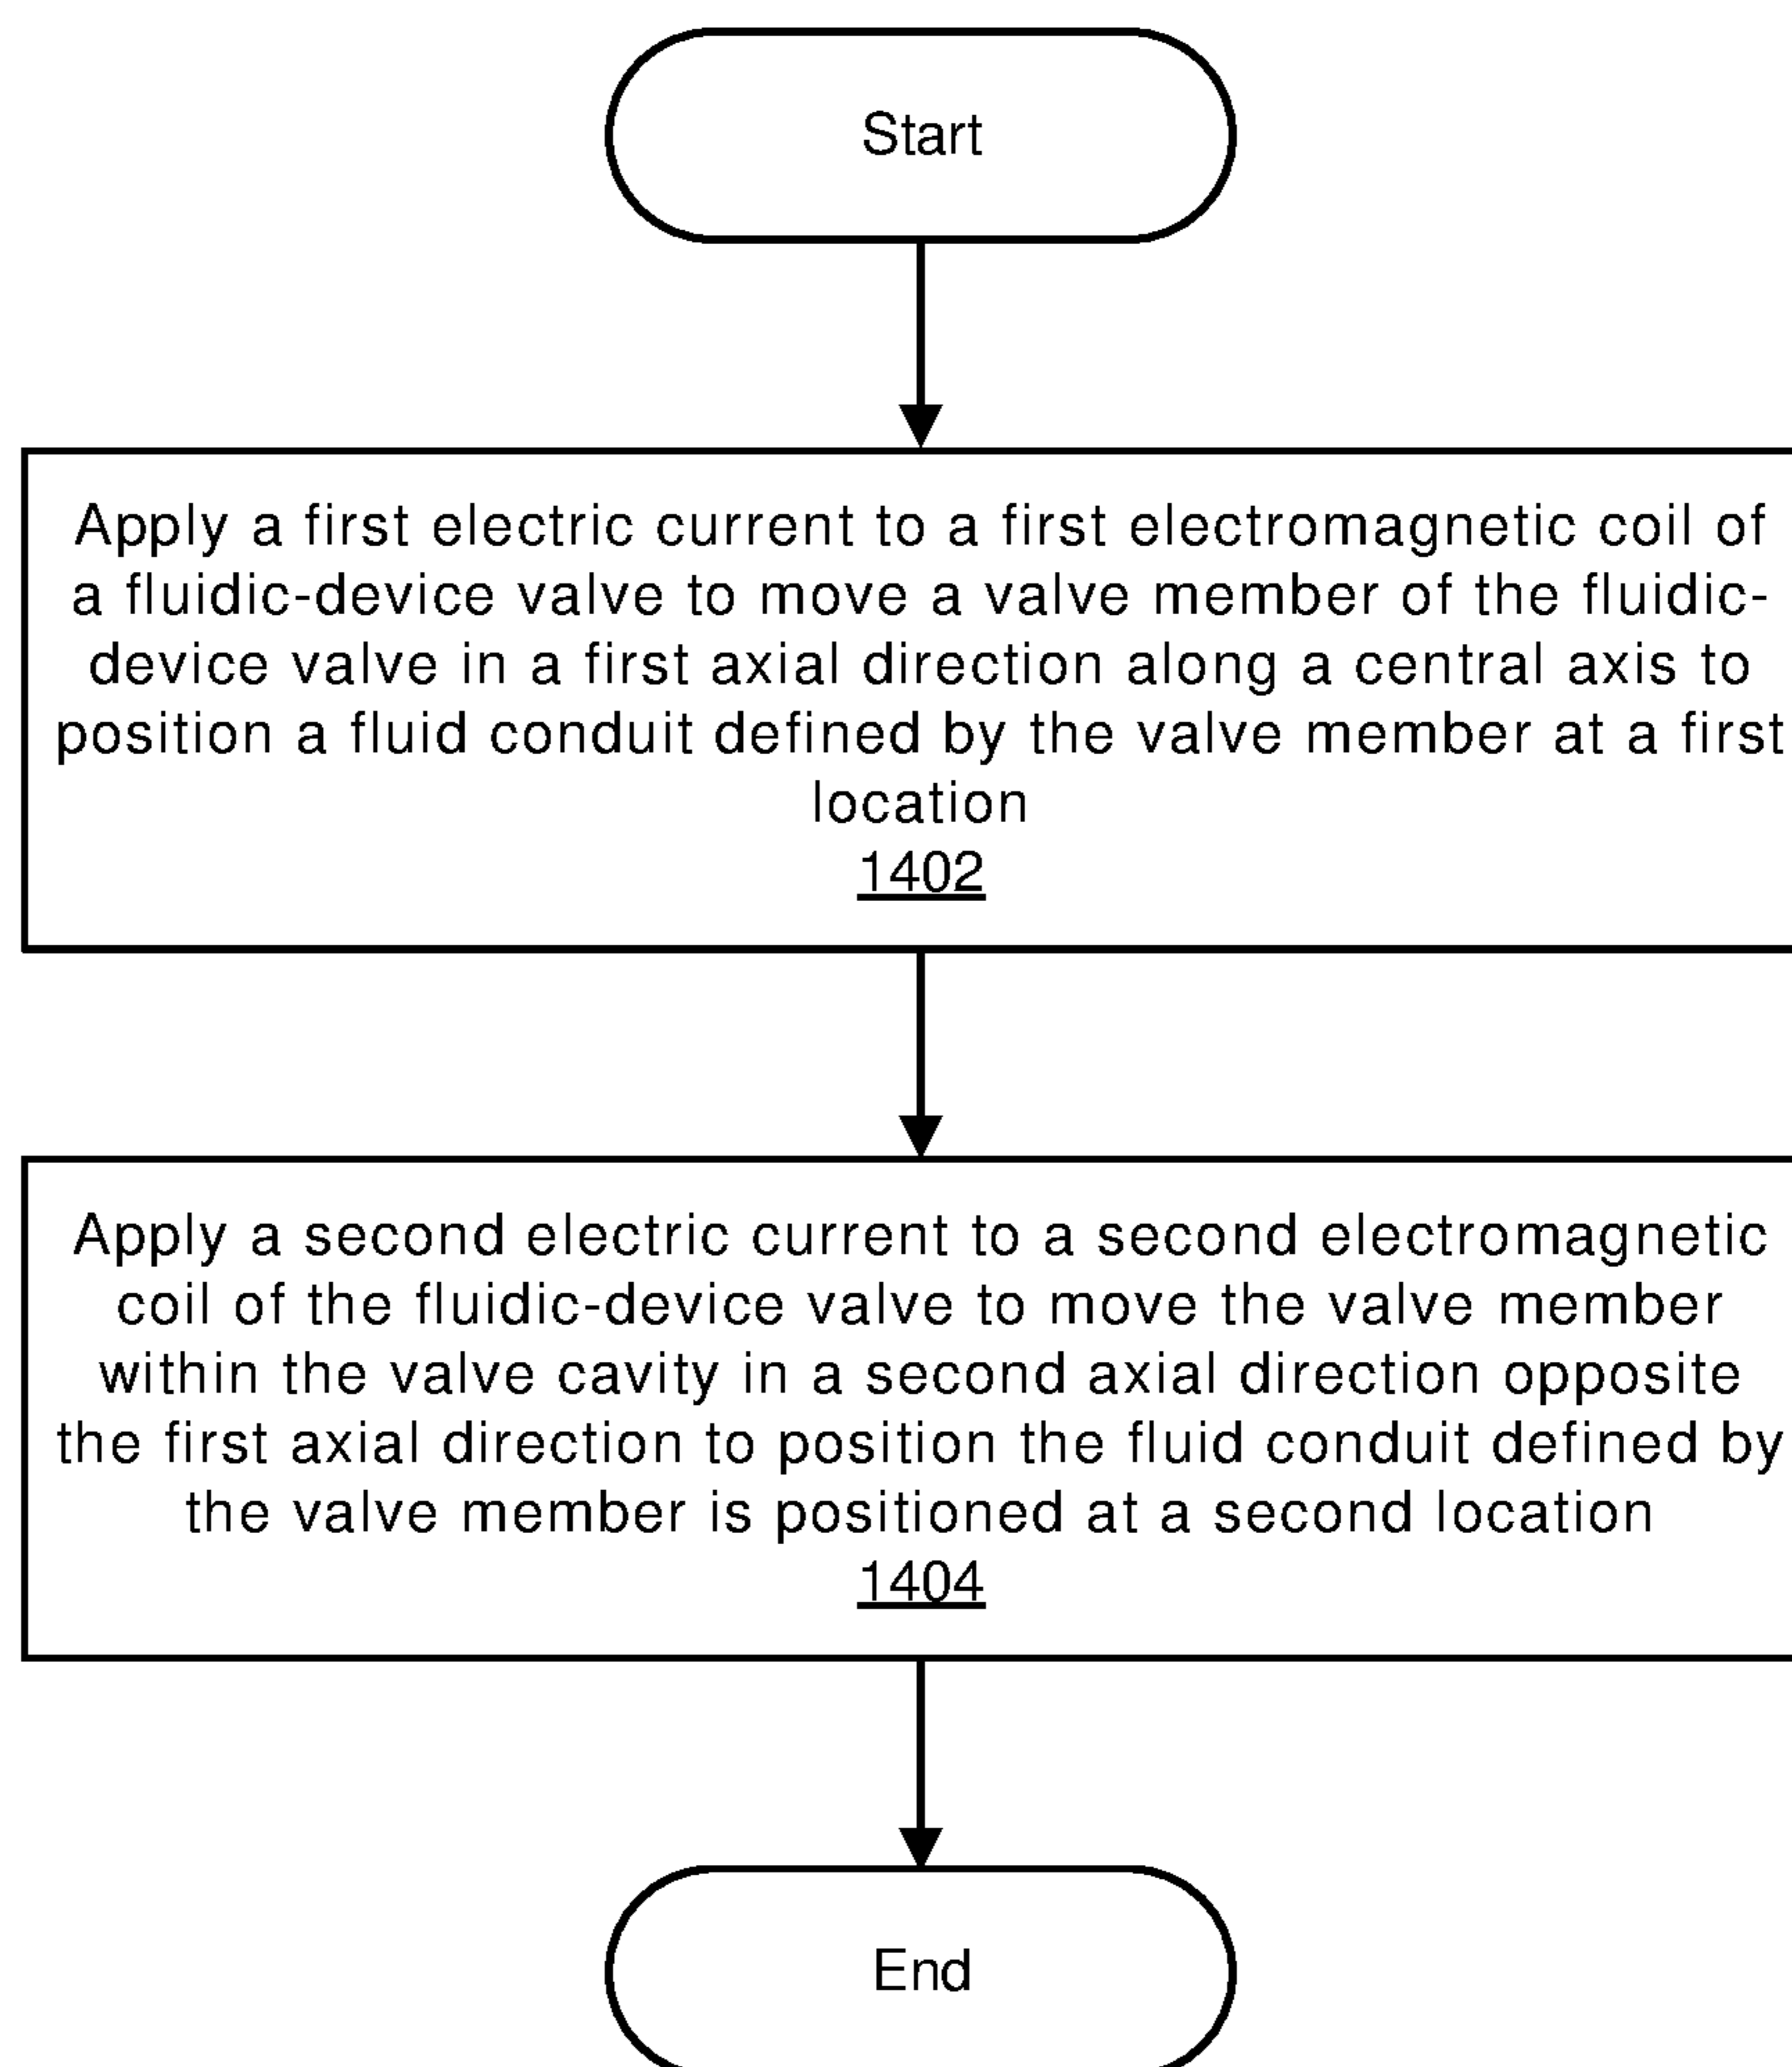 Start
Apply a first electric current to a first electromagnetic coil of
a fluidic-device valve to move a valve member of the fluidic-
device valve in a first axial direction along a central axis to
position a fluid conduit defined by the valve member at a first
location
1402
Apply a second electric current to a second electromagnetic
coil of the fluidic-device valve to move the valve member
within the valve cavity in a second axial direction opposite
the first axial direction to position the fluid conduit defined by
the valve member is positioned at a second location
1404
End